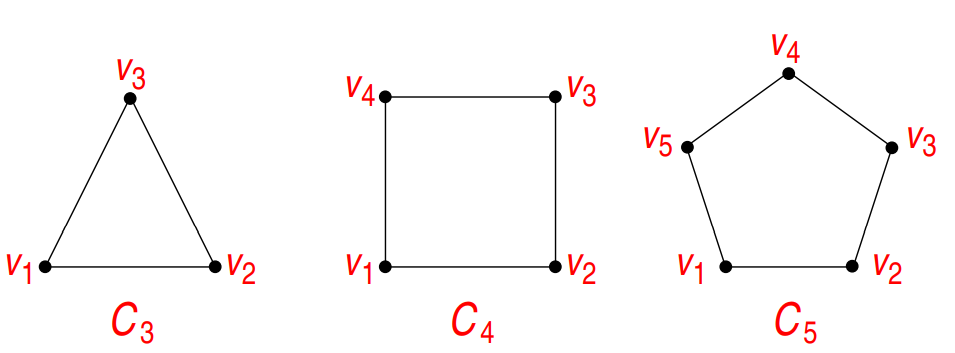 v₃
v₁ v₂
C₃
v₄ v₃
v₁ v₂
C₄
v₄
v₅ v₃
v₁ v₂
C₅